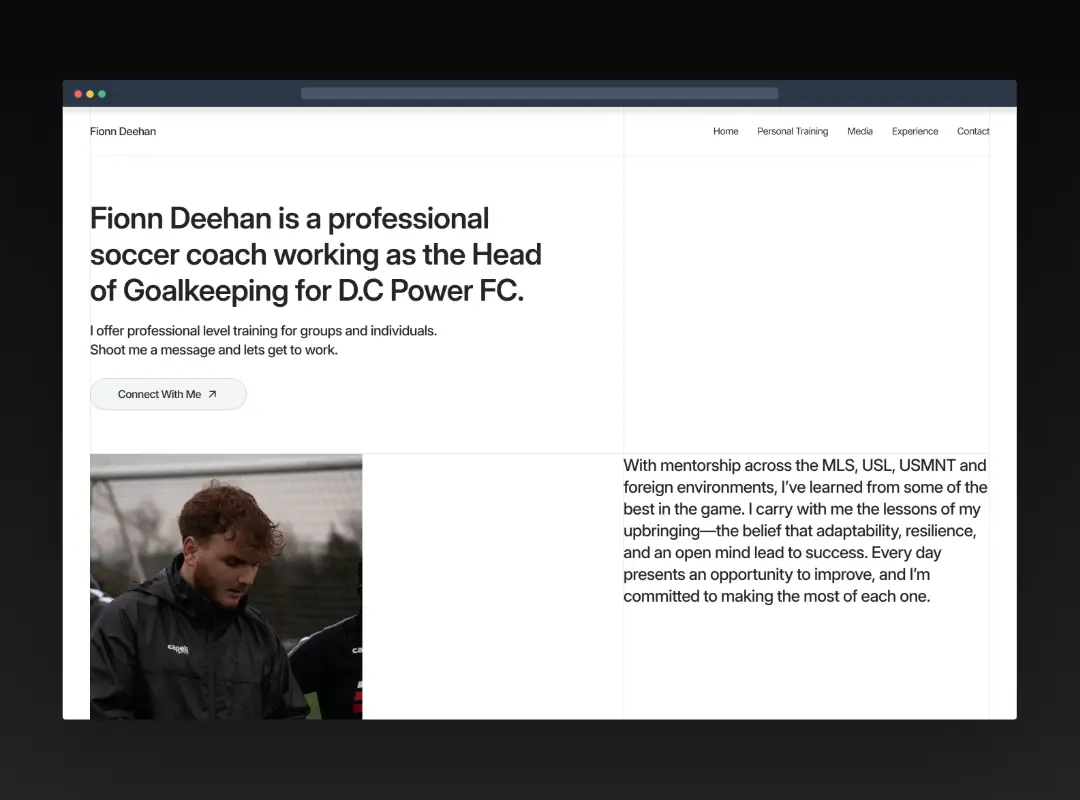 Fionn Deehan
Home Personal Training Media Experience Contact
Fionn Deehan is a professional
soccer coach working as the Head
of Goalkeeping for D.C Power FC.
I offer professional level training for groups and individuals.
Shoot me a message and lets get to work.
Connect With Me
With mentorship across the MLS, USL, USMNT and
foreign environments, I’ve learned from some of the
best in the game. I carry with me the lessons of my
upbringing—the belief that adaptability, resilience,
and an open mind lead to success. Every day
presents an opportunity to improve, and I’m
committed to making the most of each one.
capelli